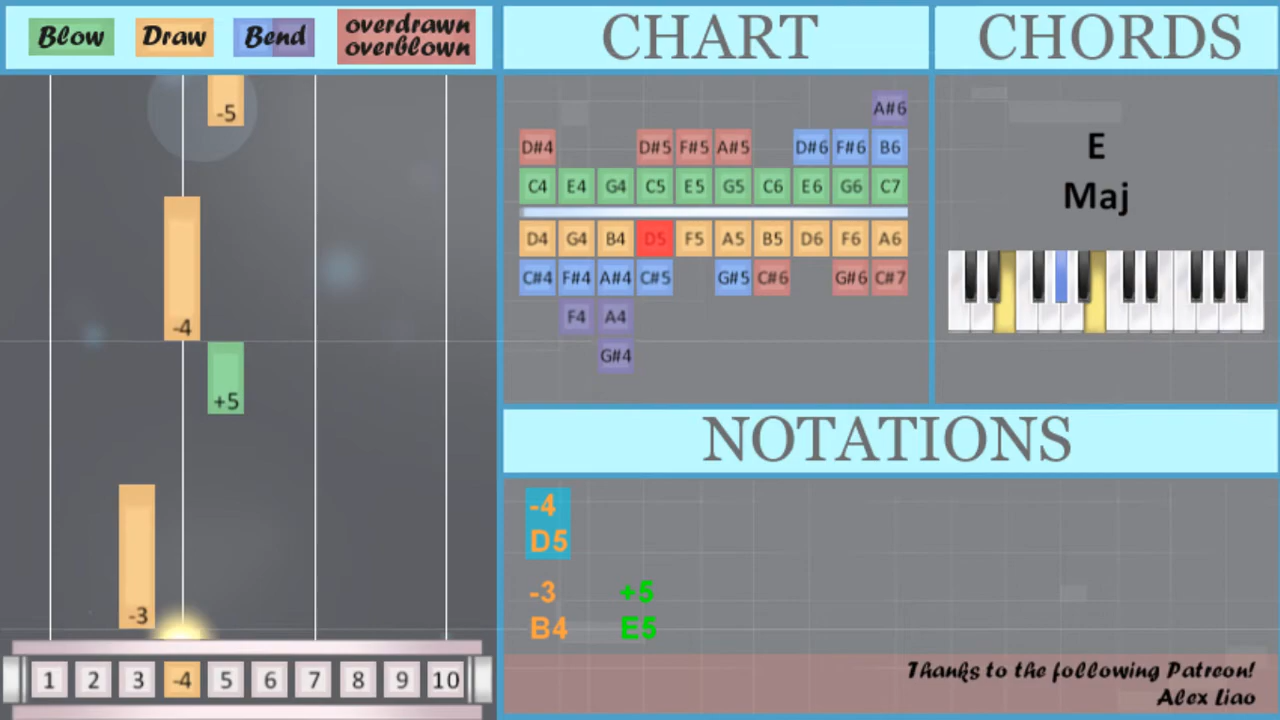 Blow Draw Bend overdrawn
overblown
CHART
CHORDS
-5
-4
+5
-3
1 2 3 -4 5 6 7 8 9 10
A#6
D#4 D#5 F#5 A#5 D#6 F#6 B6
C4 E4 G4 C5 E5 G5 C6 E6 G6 C7
D4 G4 B4 D5 F5 A5 B5 D6 F6 A6
C#4 F#4 A#4 C#5 G#5 C#6 G#6 C#7
F4 A4
G#4
E
Maj
NOTATIONS
-4
D5
-3 +5
B4 E5
Thanks to the following Patreon!
Alex Liao